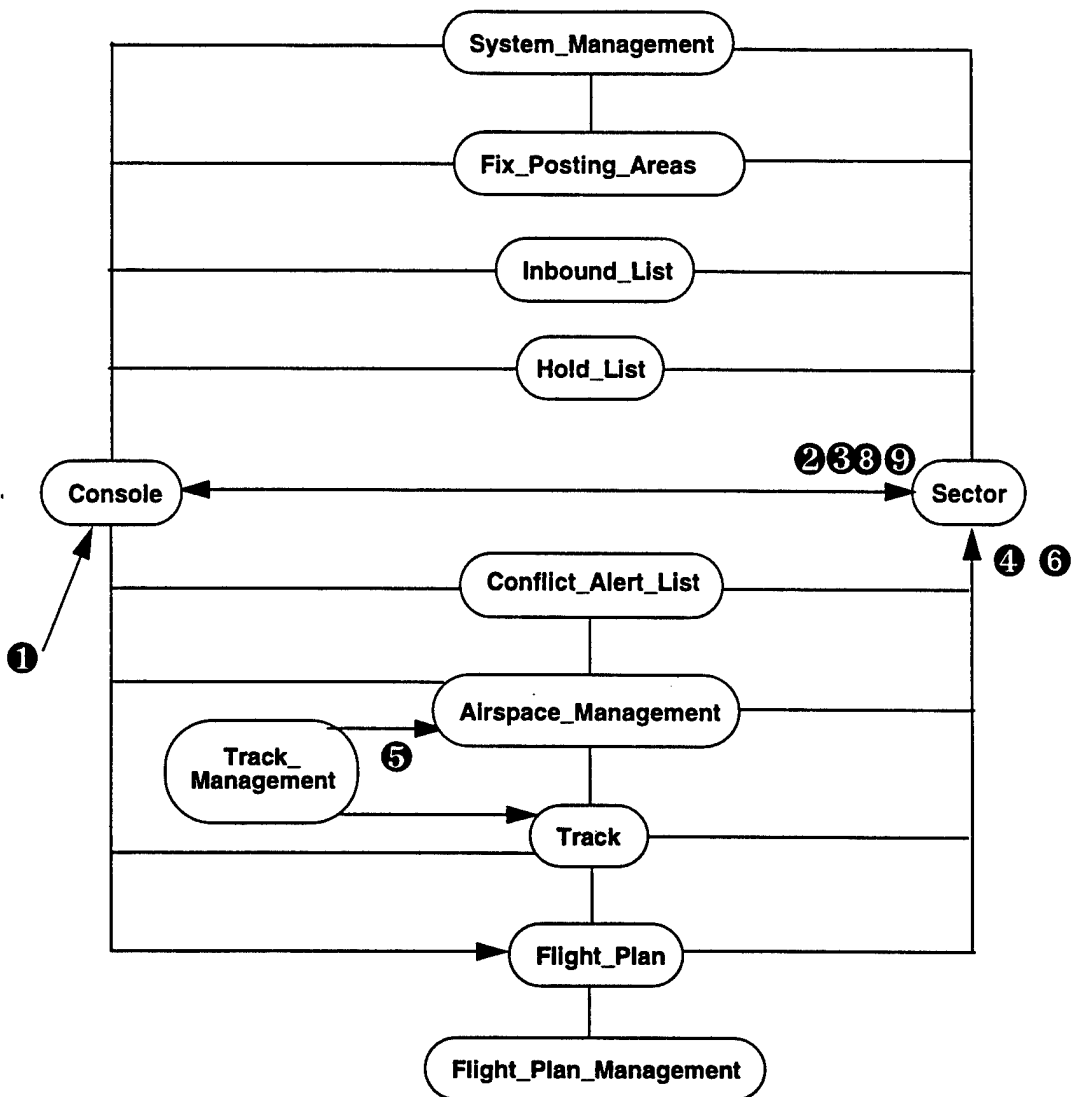 System_Management
Fix_Posting_Areas
Inbound_List
Hold_List
❷❸❽❾
Console
Sector
❹ ❻
Conflict_Alert_List
❶
Airspace_Management
Track_
Management
❺
Track
Flight_Plan
Flight_Plan_Management